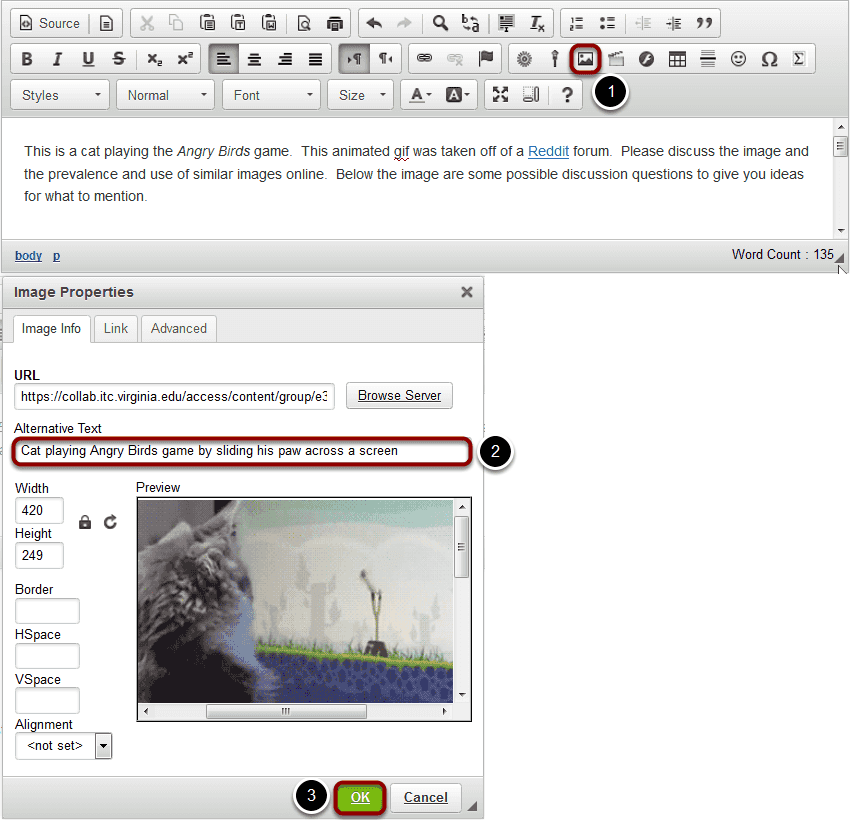 Source
B I U S x₂ x²
Styles Normal Font Size A A ?
Ω Σ
1
This is a cat playing the Angry Birds game. This animated gif was taken off of a Reddit forum. Please discuss the image and
the prevalence and use of similar images online. Below the image are some possible discussion questions to give you ideas
for what to mention.
body p
Word Count : 135
Image Properties
Image Info Link Advanced
URL
https://collab.itc.virginia.edu/access/content/group/e3
Browse Server
Alternative Text
Cat playing Angry Birds game by sliding his paw across a screen
2
Width
420
Height
249
Preview
Border
HSpace
VSpace
Alignment
<not set>
3
OK
Cancel